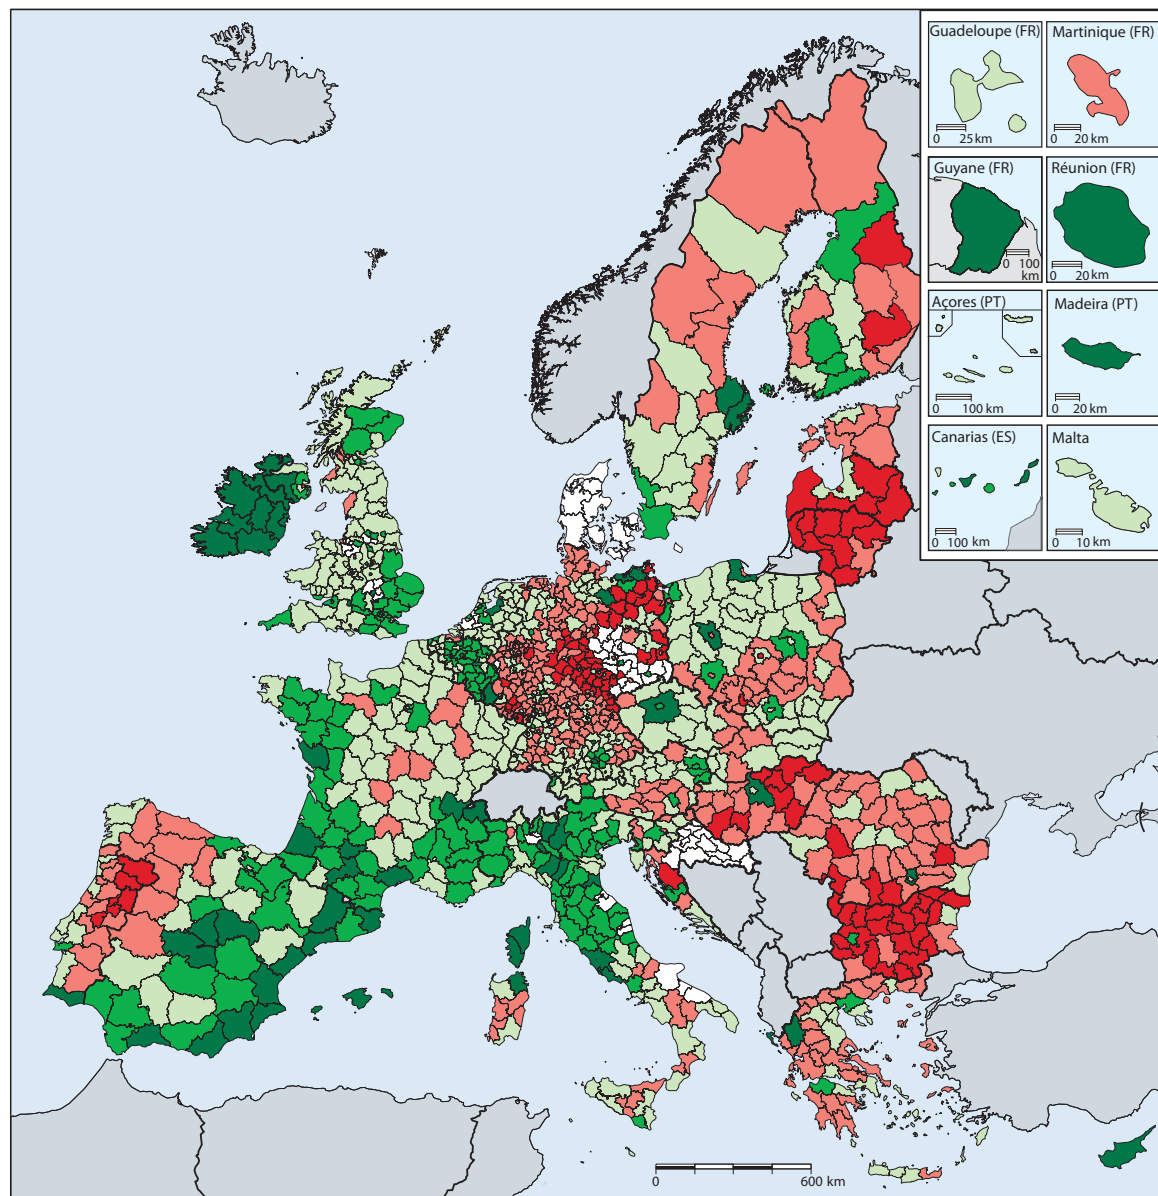 Guadeloupe (FR)
Martinique (FR)
0 25 km
0 20 km
Guyane (FR)
Réunion (FR)
0 100
km
0 20 km
Açores (PT)
Madeira (PT)
0 100 km
0 20 km
Canarias (ES)
Malta
0 100 km
0 10 km
0 600 km